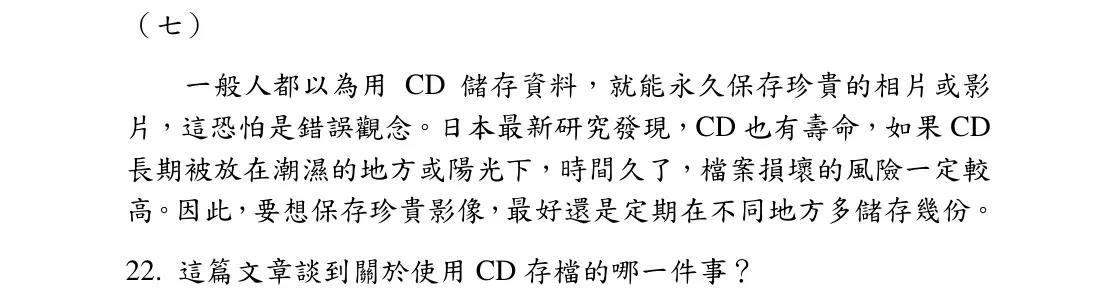 （七）
一般人都以為用 CD 儲存資料，就能永久保存珍貴的相片或影
片，這恐怕是錯誤觀念。日本最新研究發現，CD 也有壽命，如果 CD
長期被放在潮濕的地方或陽光下，時間久了，檔案損壞的風險一定較
高。因此，要想保存珍貴影像，最好還是定期在不同地方多儲存幾份。
22. 這篇文章談到關於使用 CD 存檔的哪一件事？